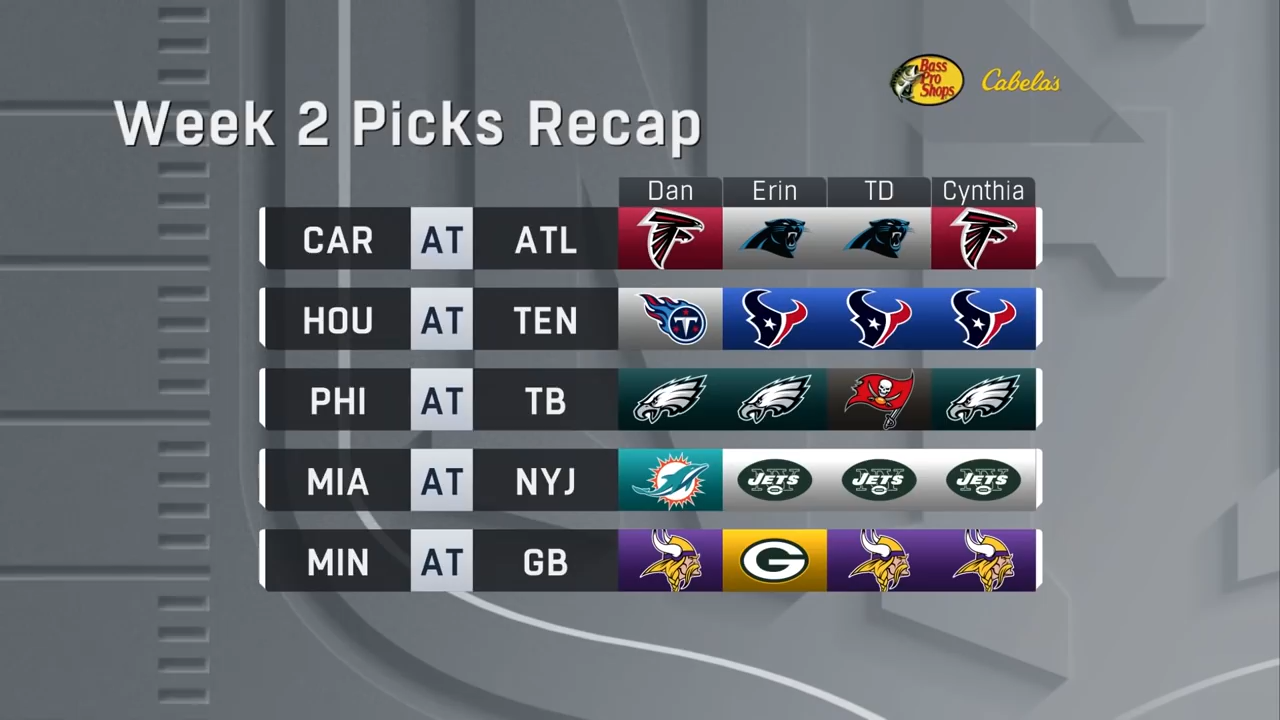 Bass
Pro
Shops
Cabela's
Week 2 Picks Recap
Dan Erin TD Cynthia
CAR AT ATL
HOU AT TEN T
PHI AT TB
MIA AT NYJ JETS JETS JETS
MIN AT GB G